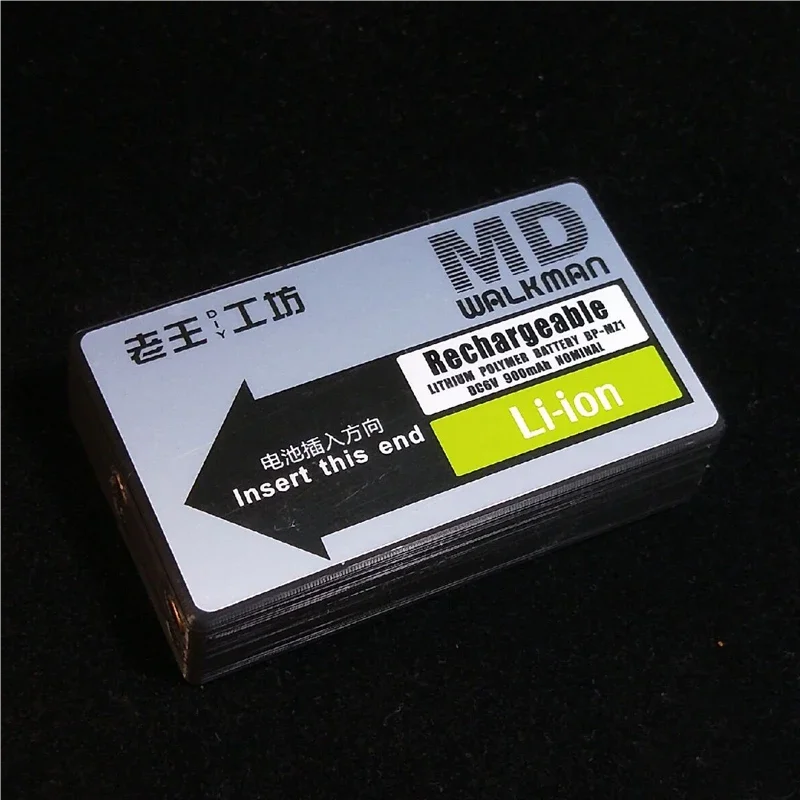 MD
WALKMAN
老王DIY工坊
Rechargeable
LITHIUM POLYMER BATTERY BP-MZ1
DC6V 900mAh NOMINAL
Li-ion
电池插入方向
Insert this end